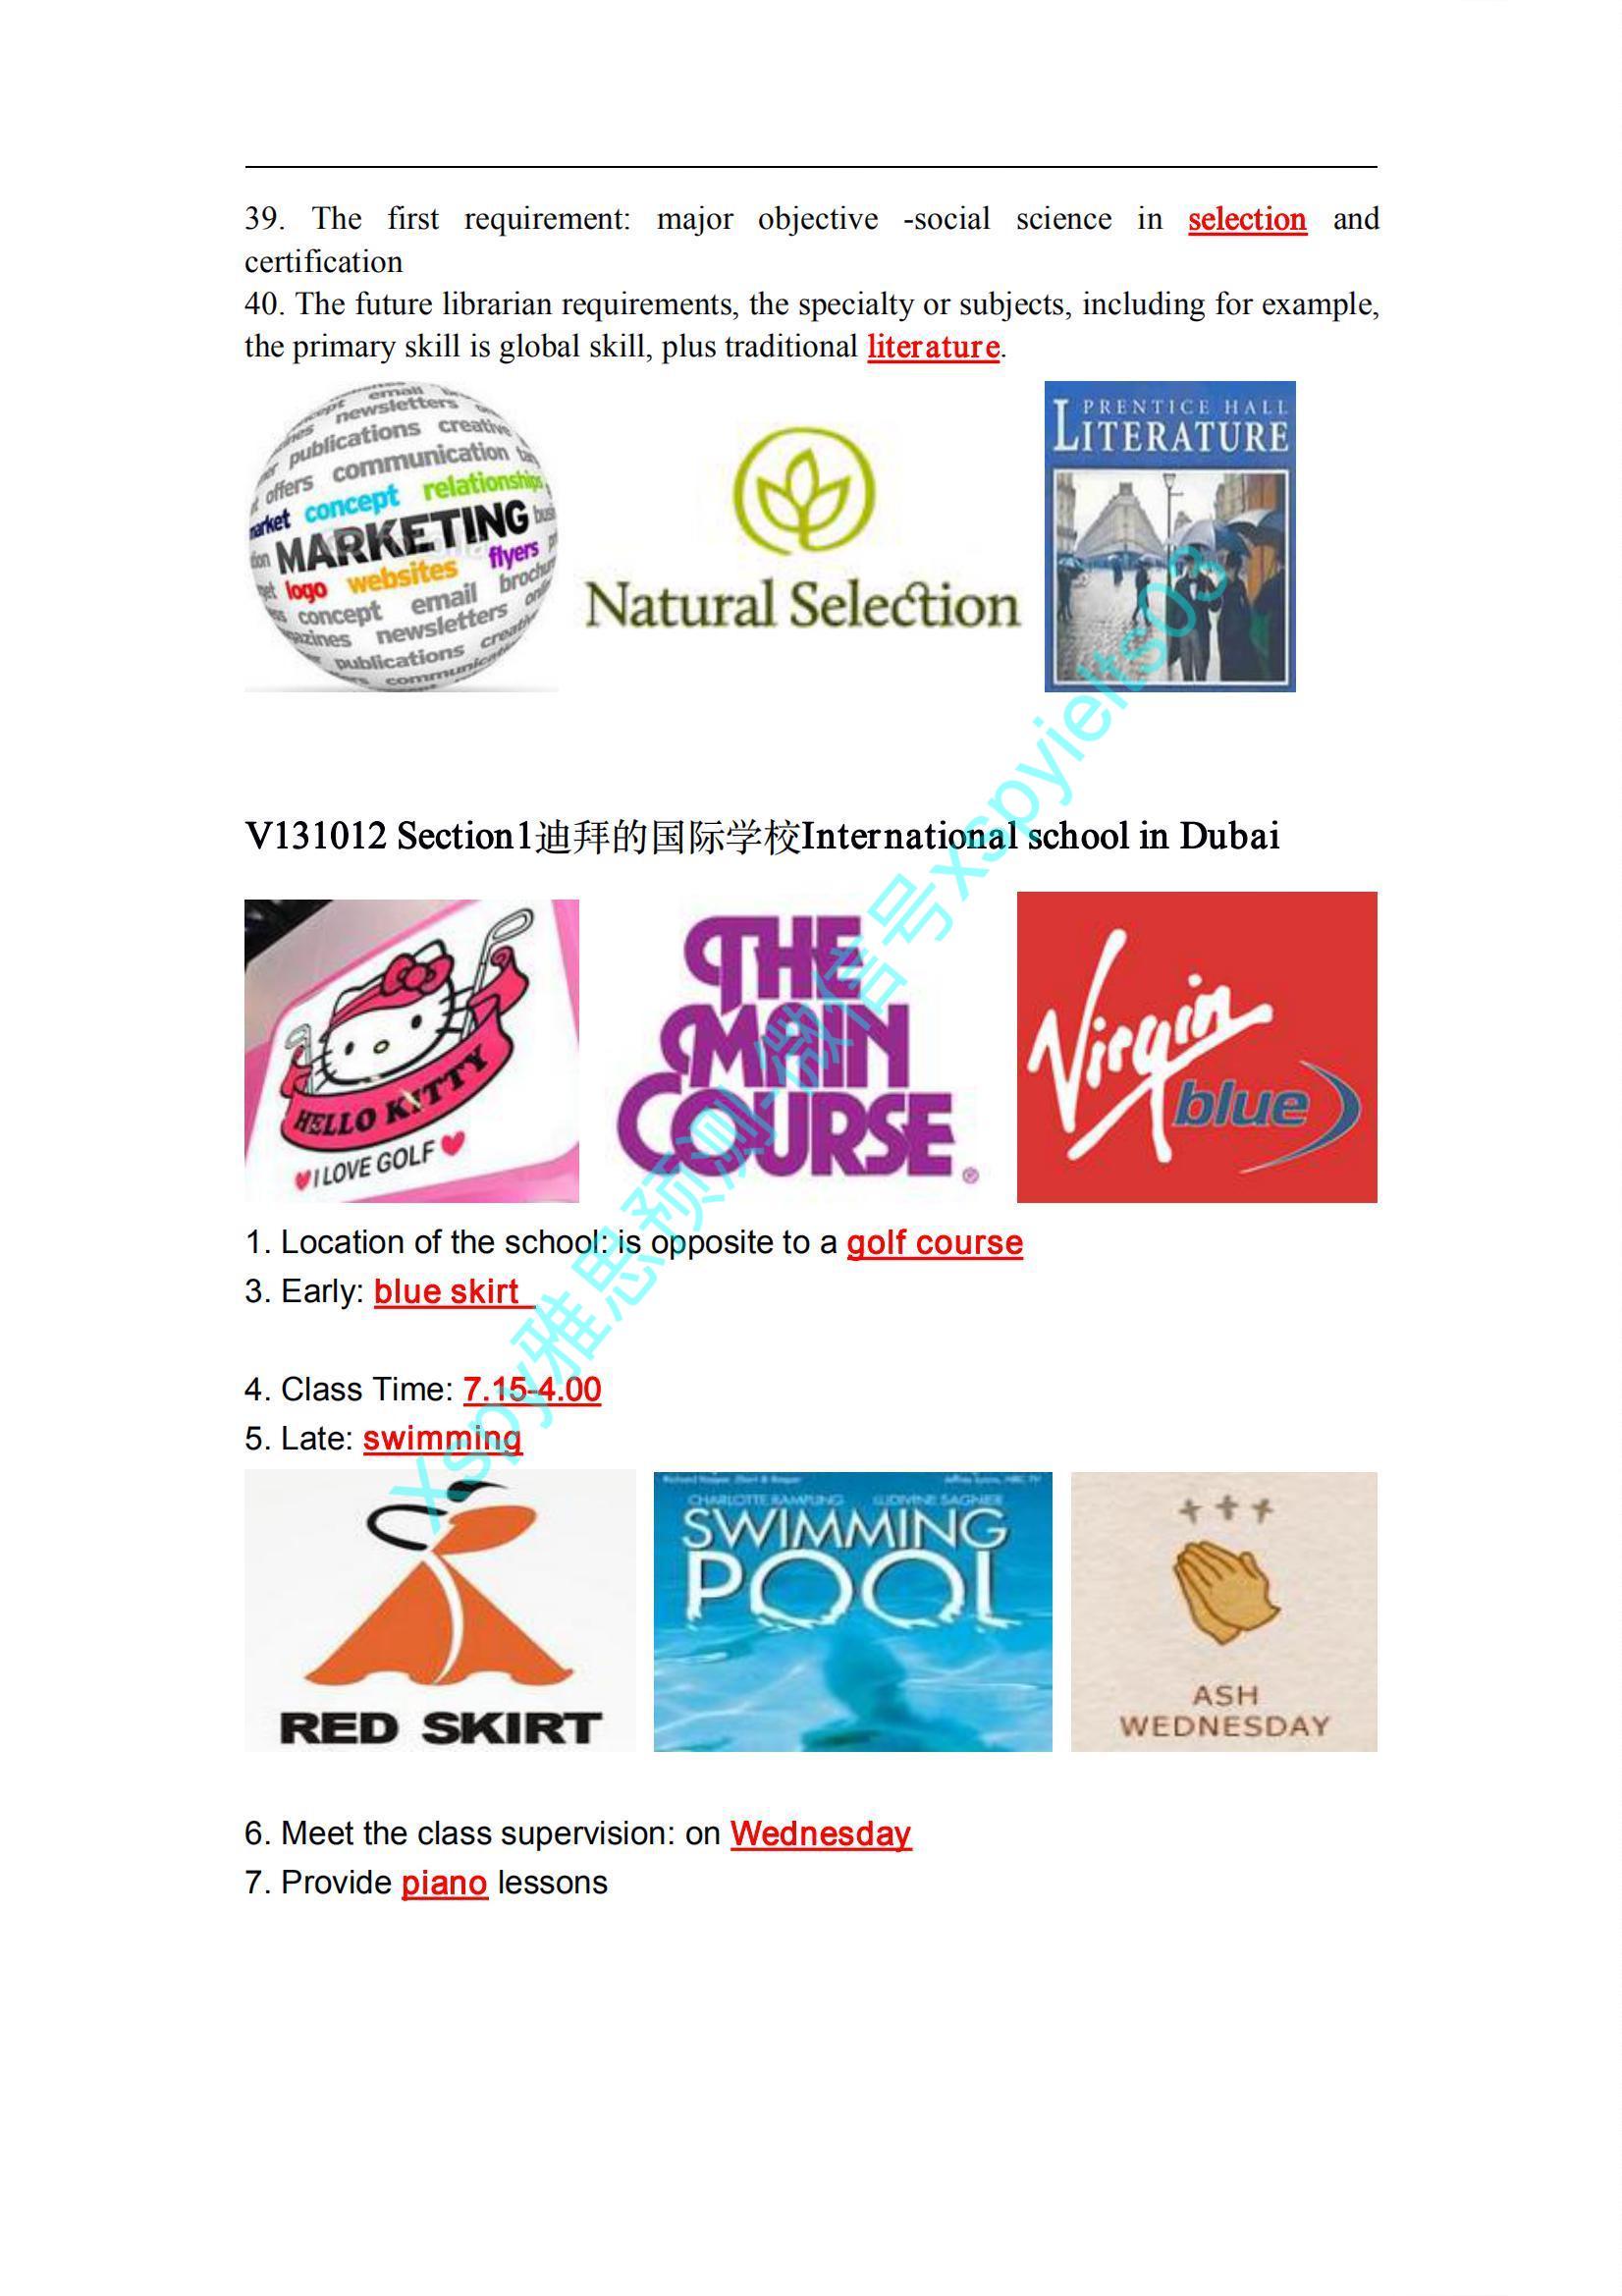 39. The first requirement: major objective -social science in selection and
certification
40. The future librarian requirements, the specialty or subjects, including for example,
the primary skill is global skill, plus traditional literature.
email
newsletters
publications creative
offers communication
market concept relationships
MARKETING
logo websites flyers
concept email
newsletters
publications
Natural Selection
PRENTICE HALL
LITERATURE
V131012 Section1迪拜的国际学校International school in Dubai
HELLO KITTY
I LOVE GOLF
THE
MAIN
COURSE®
Virgin
blue
1. Location of the school: is opposite to a golf course
3. Early: blue skirt
4. Class Time: 7.15-4.00
5. Late: swimming
RED SKIRT
CHARLOTTE RAMPLING LUDIVINE SAGNIER
SWIMMING
POOL
ASH
WEDNESDAY
6. Meet the class supervision: on Wednesday
7. Provide piano lessons
xspy雅思预测-微信号xspyielts03